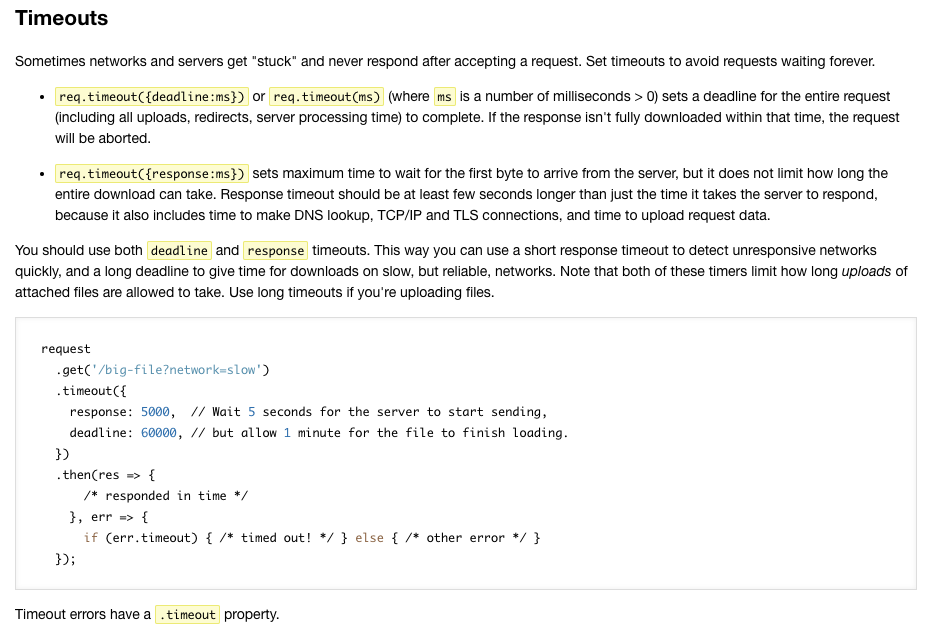 Timeouts
Sometimes networks and servers get "stuck" and never respond after accepting a request. Set timeouts to avoid requests waiting forever.
• req.timeout({deadline:ms}) or req.timeout(ms) (where ms is a number of milliseconds > 0) sets a deadline for the entire request
(including all uploads, redirects, server processing time) to complete. If the response isn't fully downloaded within that time, the request
will be aborted.
• req.timeout({response:ms}) sets maximum time to wait for the first byte to arrive from the server, but it does not limit how long the
entire download can take. Response timeout should be at least few seconds longer than just the time it takes the server to respond,
because it also includes time to make DNS lookup, TCP/IP and TLS connections, and time to upload request data.
You should use both deadline and response timeouts. This way you can use a short response timeout to detect unresponsive networks
quickly, and a long deadline to give time for downloads on slow, but reliable, networks. Note that both of these timers limit how long uploads of
attached files are allowed to take. Use long timeouts if you're uploading files.
request
  .get('/big-file?network=slow')
  .timeout({
    response: 5000,  // Wait 5 seconds for the server to start sending,
    deadline: 60000, // but allow 1 minute for the file to finish loading.
  })
  .then(res => {
      /* responded in time */
    }, err => {
      if (err.timeout) { /* timed out! */ } else { /* other error */ }
  });
Timeout errors have a .timeout property.